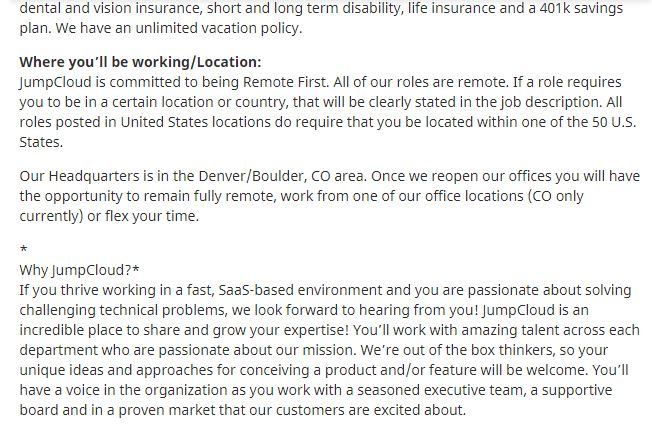 dental and vision insurance, short and long term disability, life insurance and a 401k savings
plan. We have an unlimited vacation policy.
Where you’ll be working/Location:
JumpCloud is committed to being Remote First. All of our roles are remote. If a role requires
you to be in a certain location or country, that will be clearly stated in the job description. All
roles posted in United States locations do require that you be located within one of the 50 U.S.
States.
Our Headquarters is in the Denver/Boulder, CO area. Once we reopen our offices you will have
the opportunity to remain fully remote, work from one of our office locations (CO only
currently) or flex your time.
*
Why JumpCloud?*
If you thrive working in a fast, SaaS-based environment and you are passionate about solving
challenging technical problems, we look forward to hearing from you! JumpCloud is an
incredible place to share and grow your expertise! You’ll work with amazing talent across each
department who are passionate about our mission. We’re out of the box thinkers, so your
unique ideas and approaches for conceiving a product and/or feature will be welcome. You’ll
have a voice in the organization as you work with a seasoned executive team, a supportive
board and in a proven market that our customers are excited about.